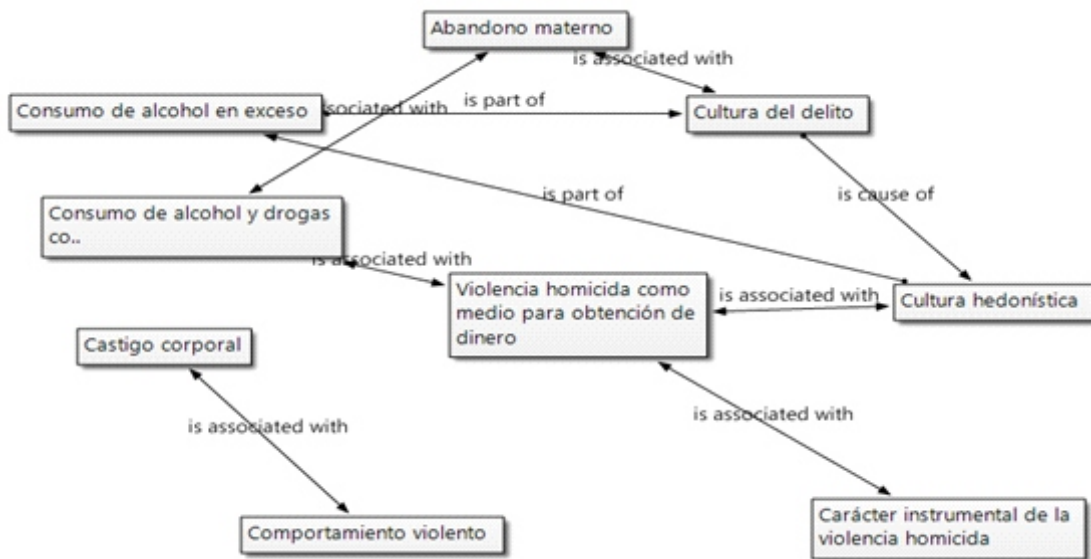 Abandono materno
is associated with
Consumo de alcohol en exceso
associated with
is part of
Cultura del delito
is part of
is cause of
Consumo de alcohol y drogas
co..
is associated with
Violencia homicida como
medio para obtención de
dinero
is associated with
Cultura hedonística
Castigo corporal
is associated with
is associated with
Comportamiento violento
Carácter instrumental de la
violencia homicida